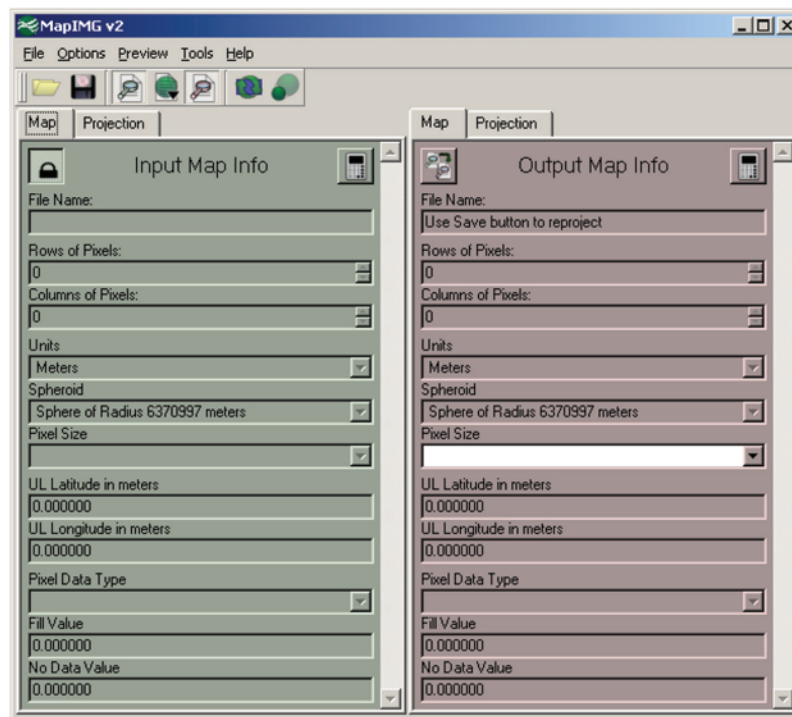 MapIMG v2
File Options Preview Tools Help
Map Projection
Input Map Info
File Name:
Rows of Pixels:
0
Columns of Pixels:
0
Units
Meters
Spheroid
Sphere of Radius 6370997 meters
Pixel Size
UL Latitude in meters
0.000000
UL Longitude in meters
0.000000
Pixel Data Type
Fill Value
0.000000
No Data Value
0.000000
Map Projection
Output Map Info
File Name:
Use Save button to reproject
Rows of Pixels:
0
Columns of Pixels:
0
Units
Meters
Spheroid
Sphere of Radius 6370997 meters
Pixel Size
UL Latitude in meters
0.000000
UL Longitude in meters
0.000000
Pixel Data Type
Fill Value
0.000000
No Data Value
0.000000